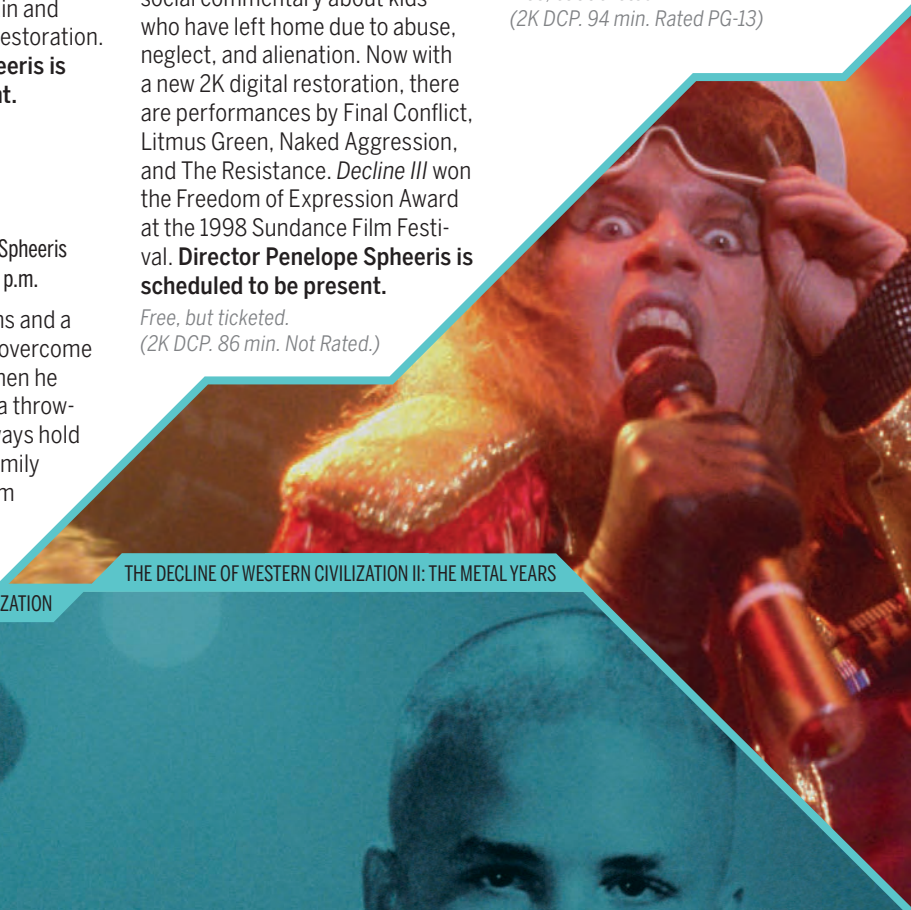 in and
estoration.
eeris is
t.
Spheeris
p.m.
ns and a
overcome
hen he
a throw-
ays hold
mily
m
social commentary about kids
who have left home due to abuse,
neglect, and alienation. Now with
a new 2K digital restoration, there
are performances by Final Conflict,
Litmus Green, Naked Aggression,
and The Resistance. Decline III won
the Freedom of Expression Award
at the 1998 Sundance Film Festi-
val. Director Penelope Spheeris is
scheduled to be present.
Free, but ticketed.
(2K DCP. 86 min. Not Rated.)
(2K DCP. 94 min. Rated PG-13)
THE DECLINE OF WESTERN CIVILIZATION II: THE METAL YEARS
ZATION